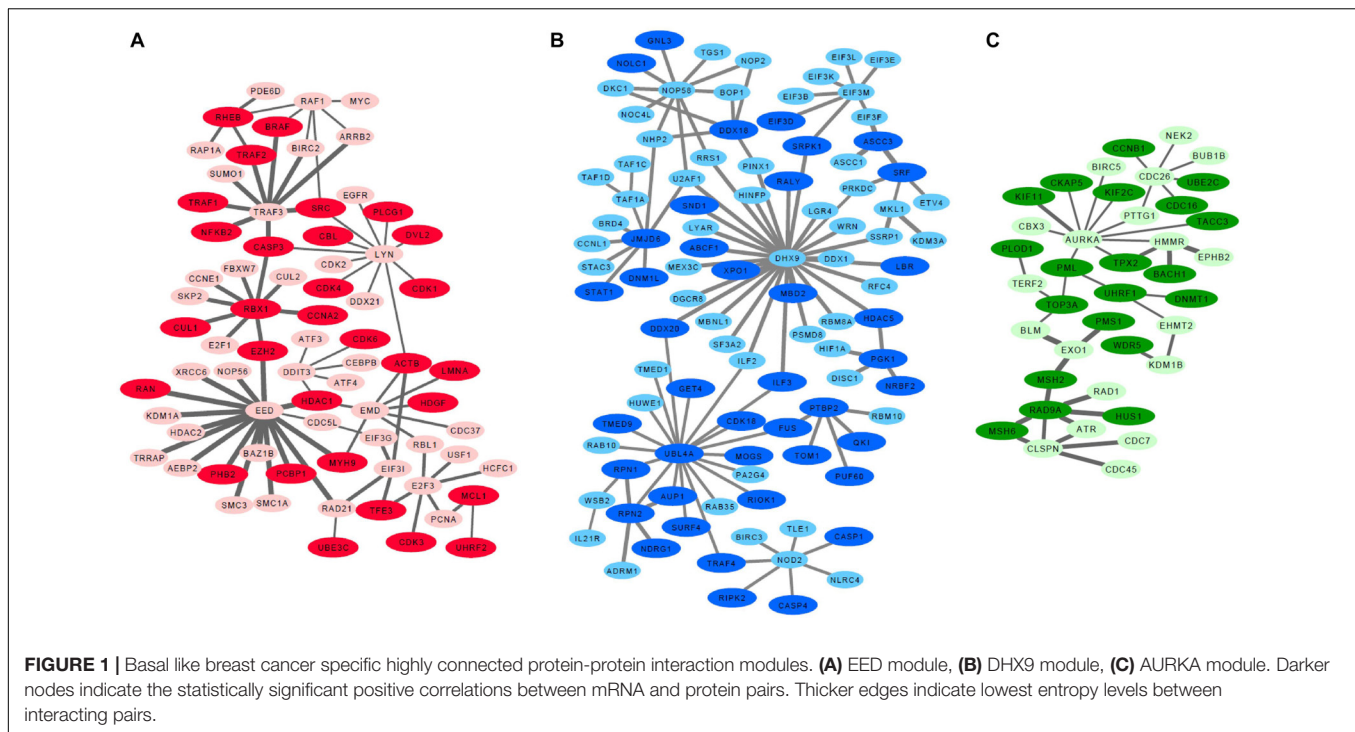 A
PDE6D
RAF1
MYC
RHEB
BRAF
ARRB2
RAP1A
TRAF2
BIRC2
SUMO1
EGFR
TRAF1
TRAF3
SRC
PLCG1
NFKB2
CBL
DVL2
CASP3
LYN
FBXW7
CUL2
CDK2
CCNE1
CDK4
CDK1
SKP2
DDX21
RBX1
CCNA2
CUL1
E2F1
ATF3
CDK6
EZH2
CEBPB
ACTB
LMNA
XRCC6
NOP56
DDIT3
ATF4
RAN
HDAC1
HDGF
EED
EMD
KDM1A
CDC5L
CDC37
HDAC2
EIF3G
RBL1
BAZ1B
USF1
TRRAP
MYH9
EIF3I
HCFC1
AEBP2
PHB2
PCBP1
E2F3
MCL1
SMC3
SMC1A
RAD21
TFE3
PCNA
UBE3C
CDK3
UHRF2
B
GNL3
TGS1
NOP2
EIF3L
EIF3E
NOLC1
EIF3K
DKC1
NOP58
BOP1
EIF3B
EIF3M
NOC4L
EIF3D
EIF3F
DDX18
NHP2
SRPK1
ASCC3
TAF1C
RRS1
PINX1
ASCC1
TAF1D
U2AF1
RALY
PRKDC
SRF
TAF1A
HINFP
LGR4
ETV4
SND1
MKL1
BRD4
LYAR
WRN
CCNL1
JMJD6
ABCF1
SSRP1
KDM3A
STAC3
MEX3C
XPO1
DHX9
DDX1
LBR
STAT1
DNM1L
RFC4
DGCR8
MBD2
MBNL1
RBM8A
HDAC5
DDX20
PSMD8
SF3A2
HIF1A
ILF2
PGK1
TMED1
DISC1
NRBF2
GET4
ILF3
HUWE1
PTBP2
TMED9
CDK18
RBM10
FUS
RAB10
QKI
UBL4A
MOGS
TOM1
RPN1
PA2G4
PUF60
WSB2
AUP1
RIOK1
RPN2
RAB35
IL21R
SURF4
TLE1
CASP1
NDRG1
BIRC3
NOD2
ADRM1
TRAF4
NLRC4
RIPK2
CASP4
C
NEK2
CCNB1
BUB1B
BIRC5
CKAP5
CDC26
KIF11
KIF2C
UBE2C
PTTG1
CDC16
CBX3
TACC3
AURKA
HMMR
PLOD1
EPHB2
PML
TPX2
BACH1
TERF2
UHRF1
TOP3A
DNMT1
PMS1
BLM
EHMT2
EXO1
WDR5
KDM1B
MSH2
RAD1
RAD9A
HUS1
MSH6
ATR
CLSPN
CDC7
CDC45
FIGURE 1 | Basal like breast cancer specific highly connected protein-protein interaction modules. (A) EED module, (B) DHX9 module, (C) AURKA module. Darker
nodes indicate the statistically significant positive correlations between mRNA and protein pairs. Thicker edges indicate lowest entropy levels between
interacting pairs.